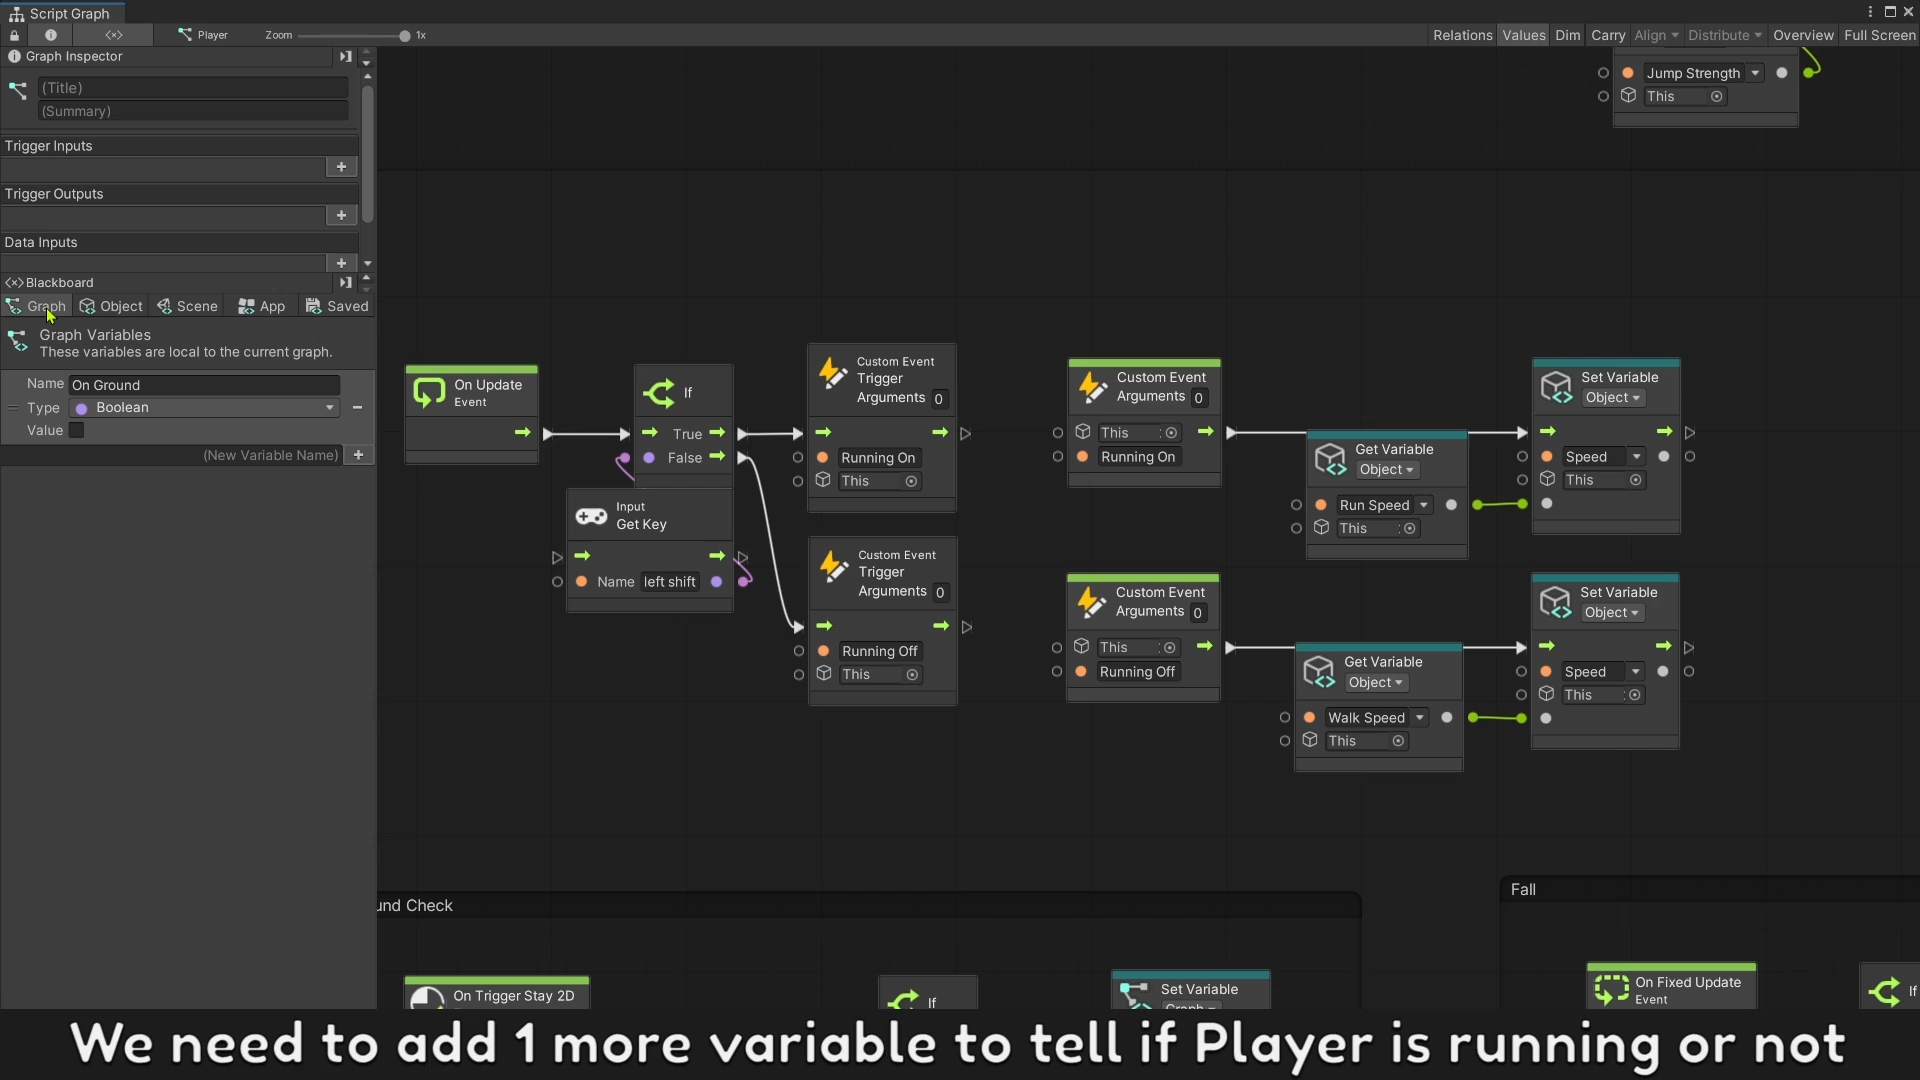 Script Graph
Player Zoom 1x Relations Values Dim Carry Align Distribute Overview Full Screen
Graph Inspector
(Title)
(Summary)
Trigger Inputs
Trigger Outputs
Data Inputs
Blackboard
Graph Object Scene App Saved
Graph Variables
These variables are local to the current graph.
Name On Ground
Type Boolean
Value
(New Variable Name)
Jump Strength
This
On Update
Event
If
True
False
Input
Get Key
Name left shift
Custom Event
Trigger
Arguments 0
Running On
This
Custom Event
Trigger
Arguments 0
Running Off
This
Custom Event
Arguments 0
This
Running On
Get Variable
Object
Run Speed
This
Set Variable
Object
Speed
This
Custom Event
Arguments 0
This
Running Off
Get Variable
Object
Walk Speed
This
Set Variable
Object
Speed
This
und Check
Fall
On Trigger Stay 2D
If
Set Variable
Graph
On Fixed Update
Event
If
We need to add 1 more variable to tell if Player is running or not